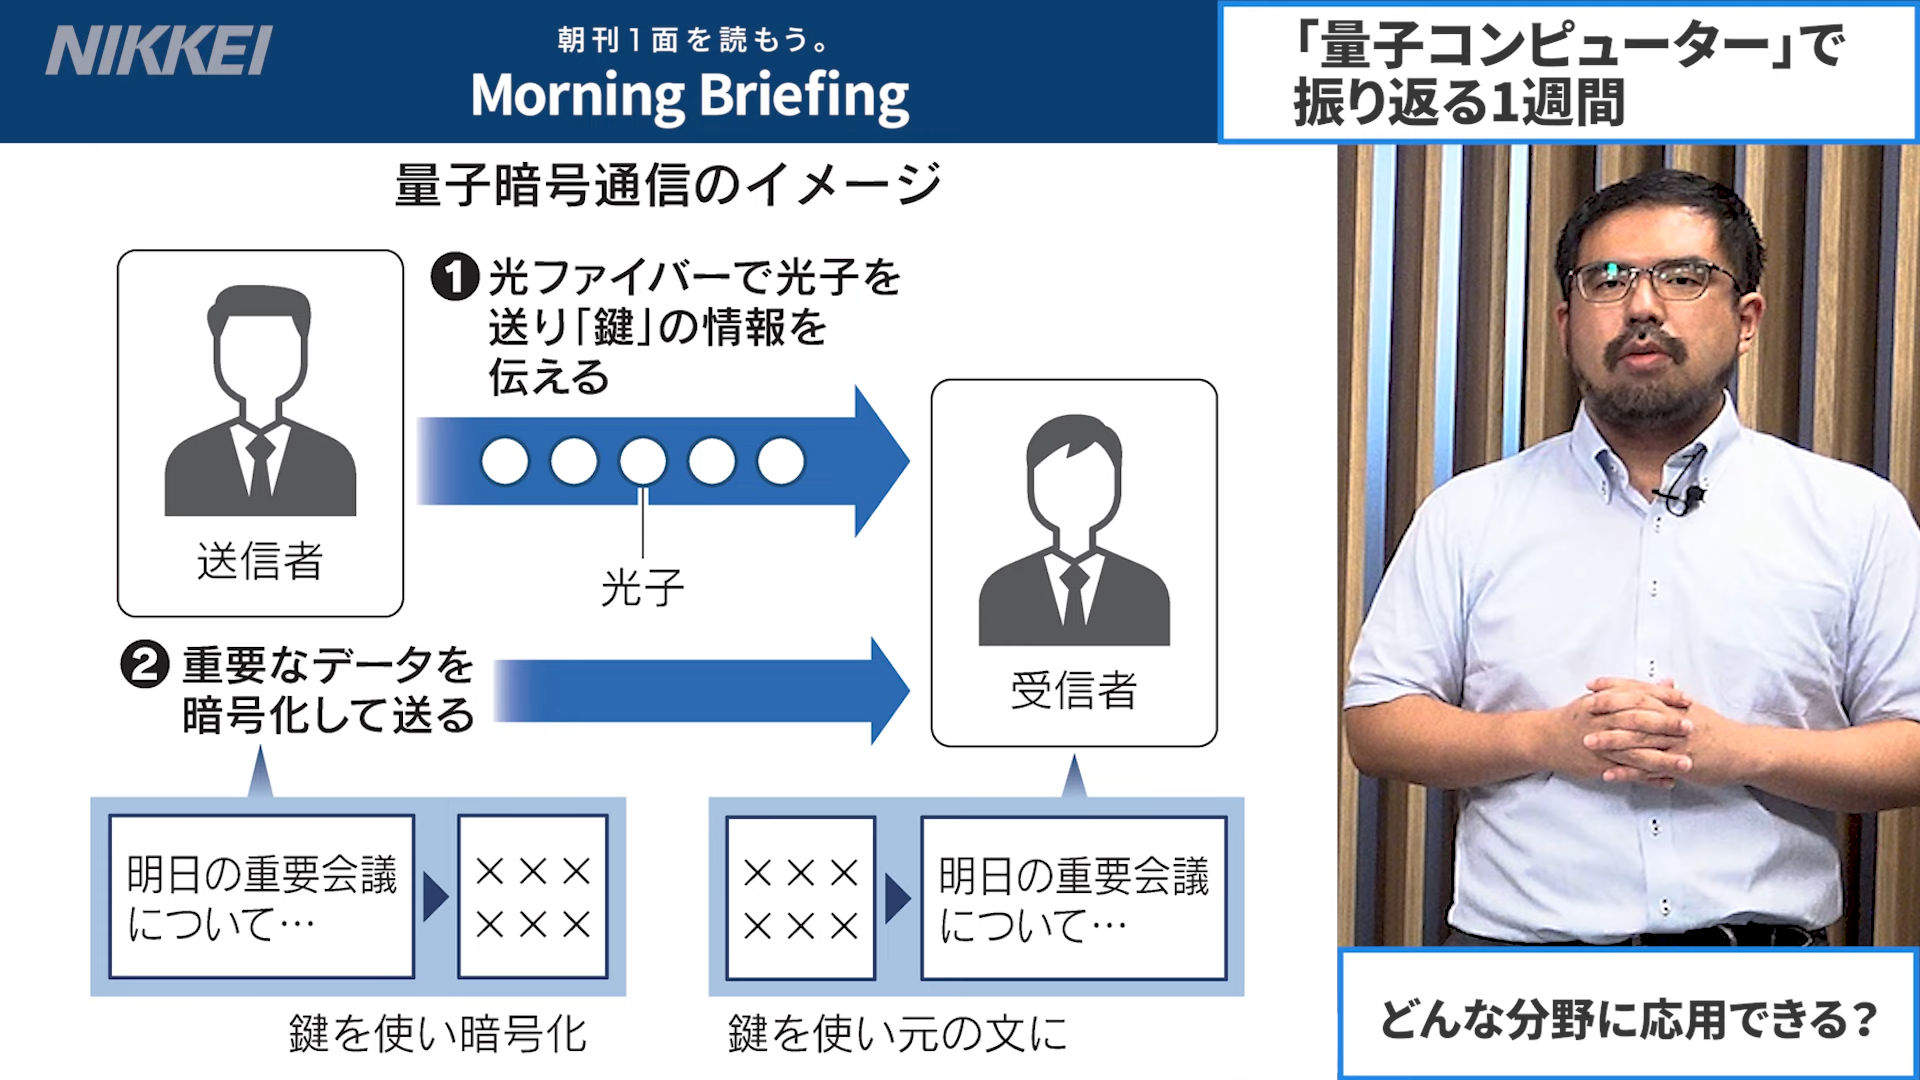 NIKKEI
朝刊1面を読もう。
Morning Briefing
「量子コンピューター」で
振り返る1週間
量子暗号通信のイメージ
❶光ファイバーで光子を
送り「鍵」の情報を
伝える
送信者
光子
受信者
❷重要なデータを
暗号化して送る
明日の重要会議
について…
×××
×××
×××
×××
明日の重要会議
について…
鍵を使い暗号化
鍵を使い元の文に
どんな分野に応用できる?